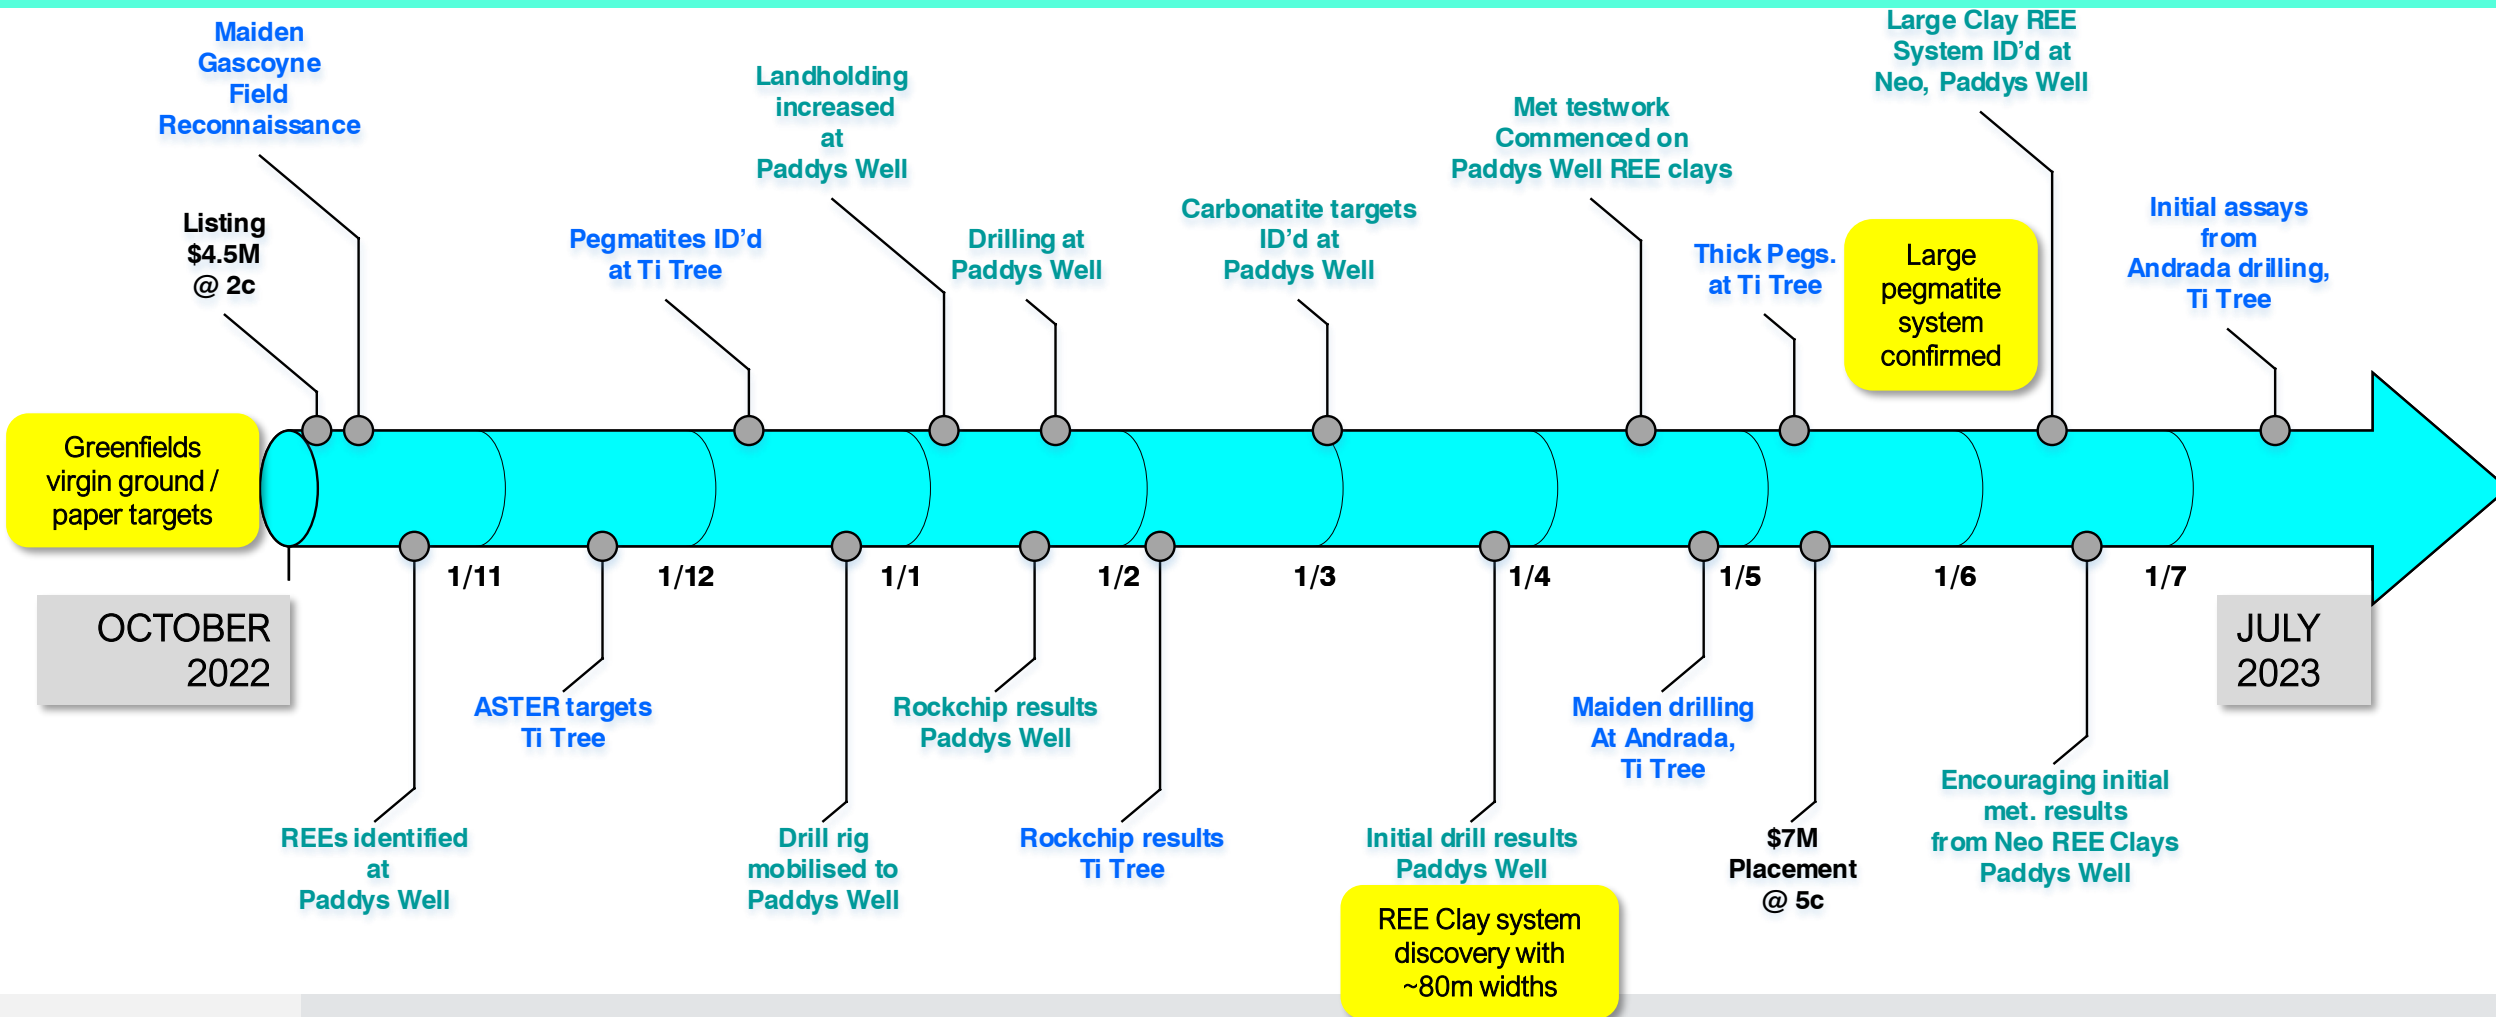 Maiden
Gascoyne
Field
Reconnaissance
Listing
$4.5M
@ 2c
Pegmatites ID’d
at Ti Tree
Landholding
increased
at
Paddys Well
Drilling at
Paddys Well
Carbonatite targets
ID’d at
Paddys Well
Met testwork
Commenced on
Paddys Well REE clays
Thick Pegs.
at Ti Tree
Large
pegmatite
system
confirmed
Large Clay REE
System ID’d at
Neo, Paddys Well
Initial assays
from
Andrada drilling,
Ti Tree
Greenfields
virgin ground /
paper targets
1/11
1/12
1/1
1/2
1/3
1/4
1/5
1/6
1/7
OCTOBER
2022
JULY
2023
REEs identified
at
Paddys Well
ASTER targets
Ti Tree
Drill rig
mobilised to
Paddys Well
Rockchip results
Paddys Well
Rockchip results
Ti Tree
Initial drill results
Paddys Well
REE Clay system
discovery with
~80m widths
Maiden drilling
At Andrada,
Ti Tree
$7M
Placement
@ 5c
Encouraging initial
met. results
from Neo REE Clays
Paddys Well